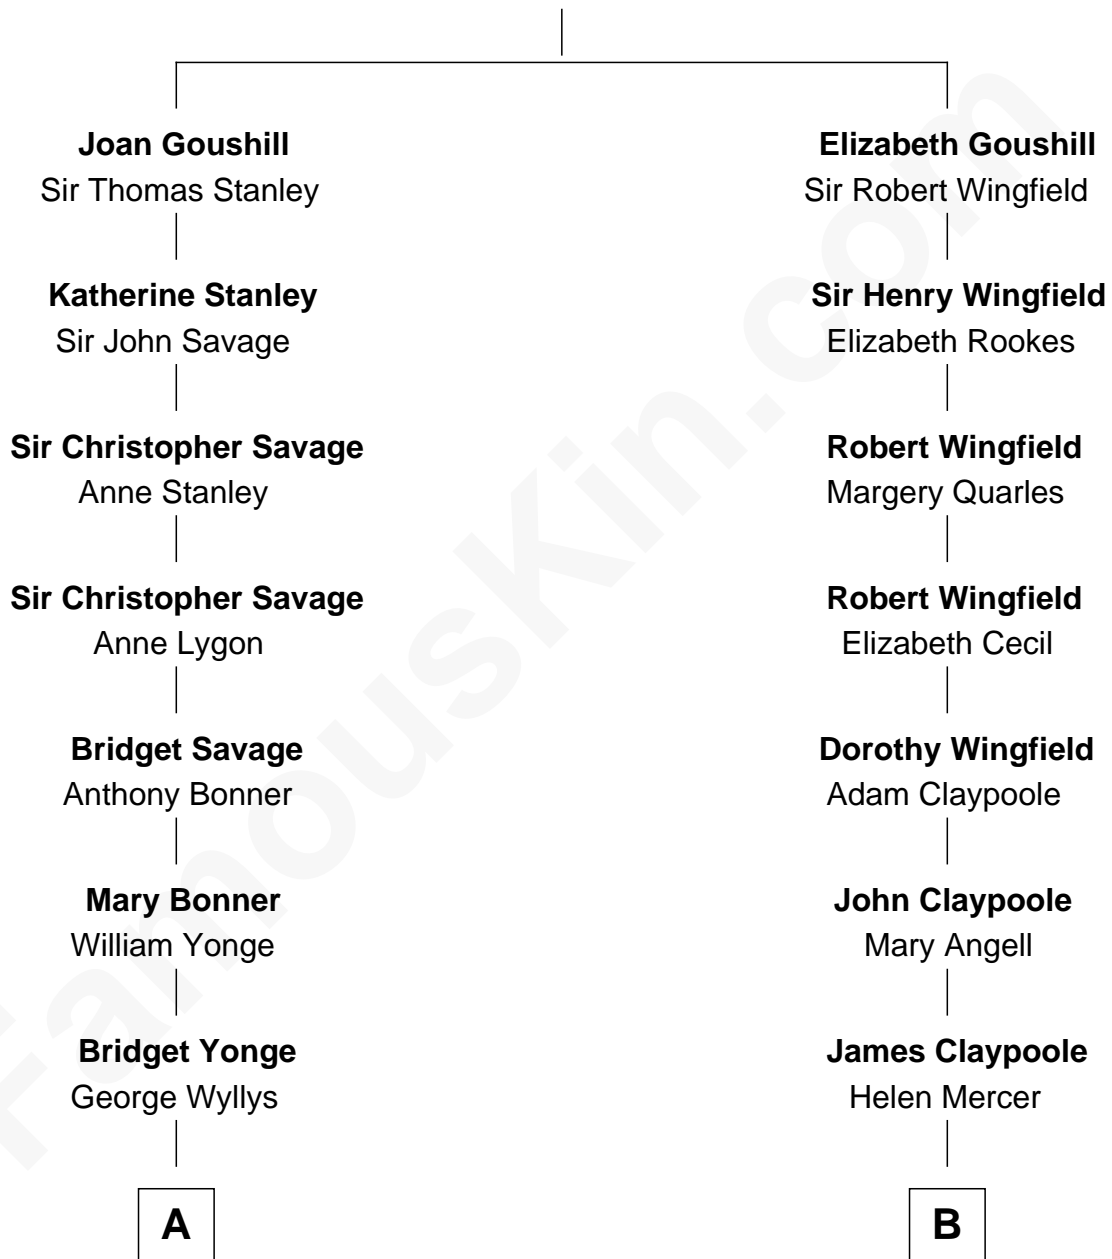 Joan Goushill
Sir Thomas Stanley
Katherine Stanley
Sir John Savage
Sir Christopher Savage
Anne Stanley
Sir Christopher Savage
Anne Lygon
Bridget Savage
Anthony Bonner
Mary Bonner
William Yonge
Bridget Yonge
George Wyllys
A
Elizabeth Goushill
Sir Robert Wingfield
Sir Henry Wingfield
Elizabeth Rookes
Robert Wingfield
Margery Quarles
Robert Wingfield
Elizabeth Cecil
Dorothy Wingfield
Adam Claypoole
John Claypoole
Mary Angell
James Claypoole
Helen Mercer
B
FamousKin.com